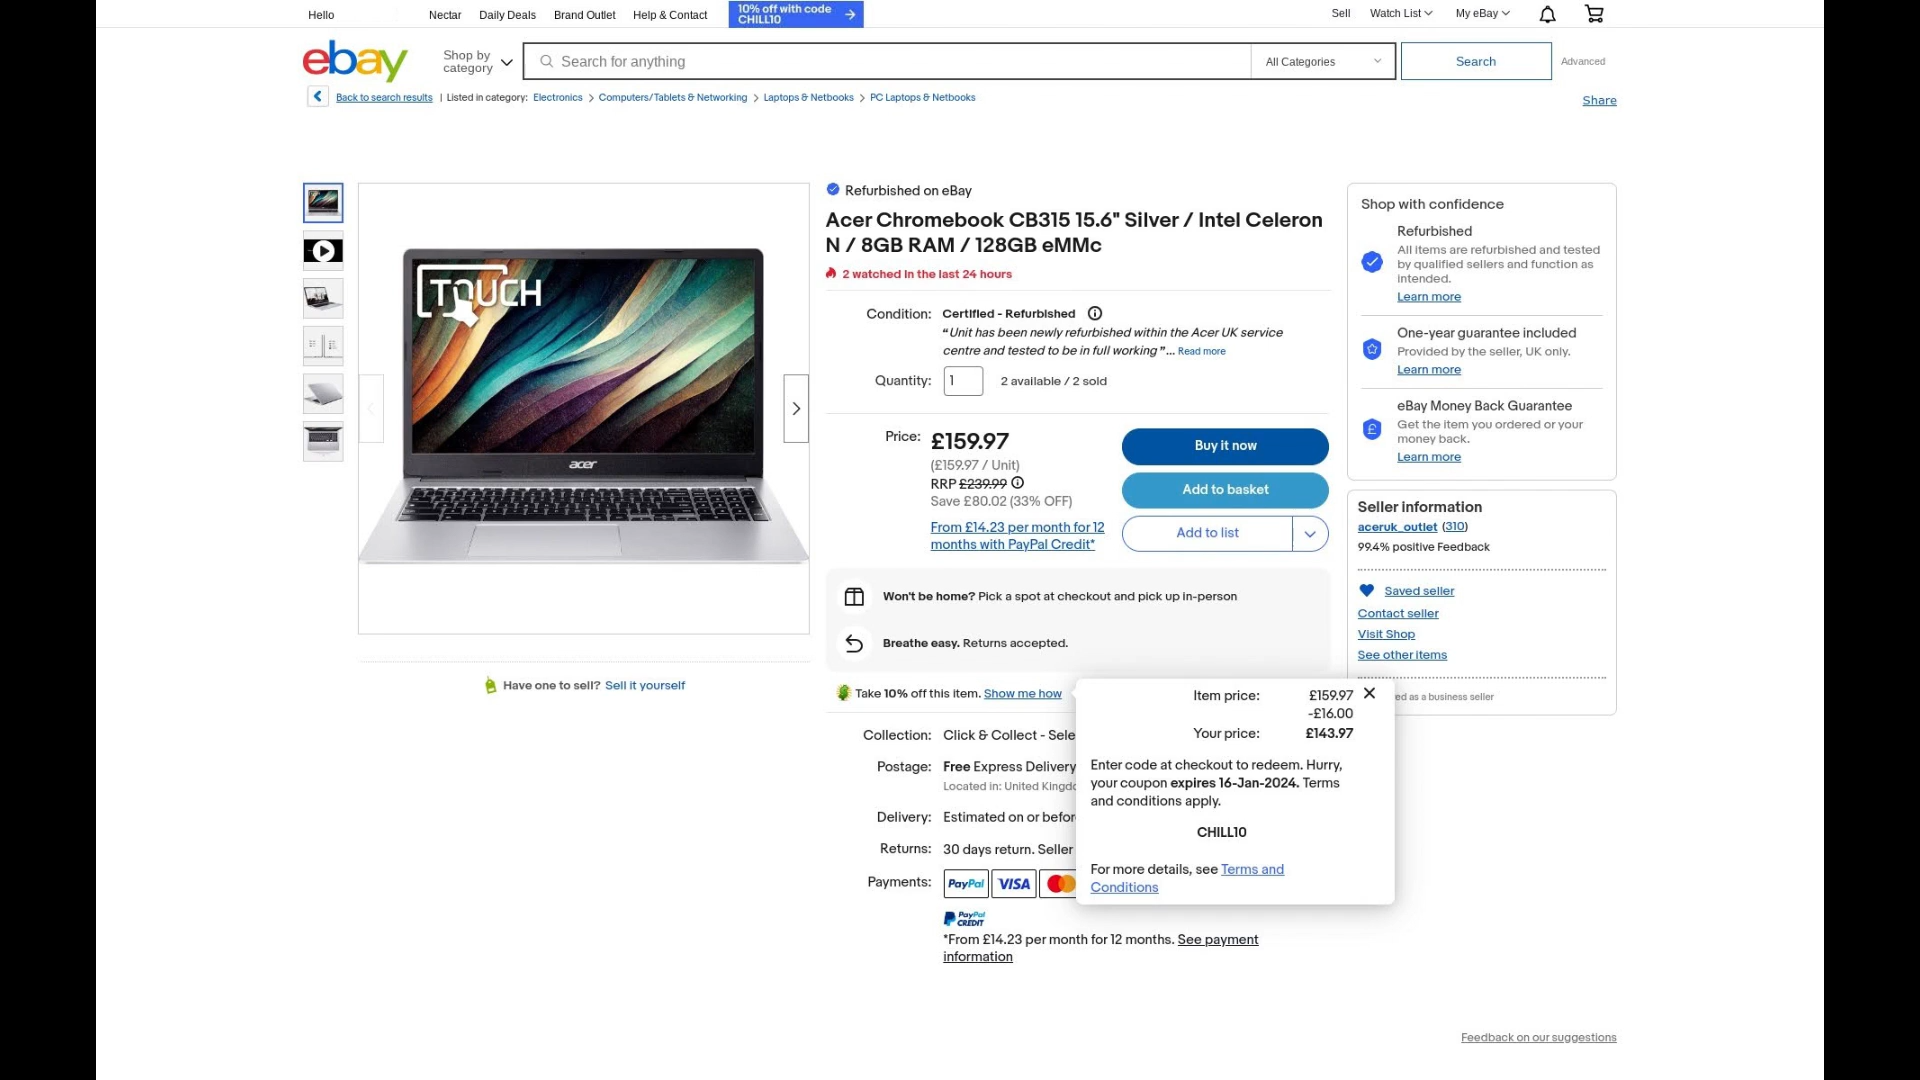 Hello
Nectar
Daily Deals
Brand Outlet
Help & Contact
10% off with code
CHILL10
Sell
Watch List
My eBay
ebay
Shop by
category
Search for anything
All Categories
Search
Advanced
Back to search results | Listed in category: Electronics > Computers/Tablets & Networking > Laptops & Netbooks > PC Laptops & Netbooks
Share
TOUCH
acer
Have one to sell? Sell it yourself
Refurbished on eBay
Acer Chromebook CB315 15.6" Silver / Intel Celeron
N / 8GB RAM / 128GB eMMc
2 watched in the last 24 hours
Condition: Certified - Refurbished
“Unit has been newly refurbished within the Acer UK service
centre and tested to be in full working”... Read more
Quantity: 1 2 available / 2 sold
Price: £159.97
(£159.97 / Unit)
RRP £239.99
Save £80.02 (33% OFF)
From £14.23 per month for 12
months with PayPal Credit*
Buy it now
Add to basket
Add to list
Won't be home? Pick a spot at checkout and pick up in-person
Breathe easy. Returns accepted.
Take 10% off this item. Show me how
Item price: £159.97
-£16.00
Your price: £143.97
Enter code at checkout to redeem. Hurry,
your coupon expires 16-Jan-2024. Terms
and conditions apply.
CHILL10
For more details, see Terms and
Conditions
Collection: Click & Collect - Sele
Postage: Free Express Delivery
Located in: United Kingdo
Delivery: Estimated on or befor
Returns: 30 days return. Seller
Payments: PayPal VISA
PayPal
CREDIT
*From £14.23 per month for 12 months. See payment
information
Shop with confidence
Refurbished
All items are refurbished and tested
by qualified sellers and function as
intended.
Learn more
One-year guarantee included
Provided by the seller, UK only.
Learn more
eBay Money Back Guarantee
Get the item you ordered or your
money back.
Learn more
Seller information
aceruk_outlet (310)
99.4% positive Feedback
Saved seller
Contact seller
Visit Shop
See other items
ed as a business seller
Feedback on our suggestions